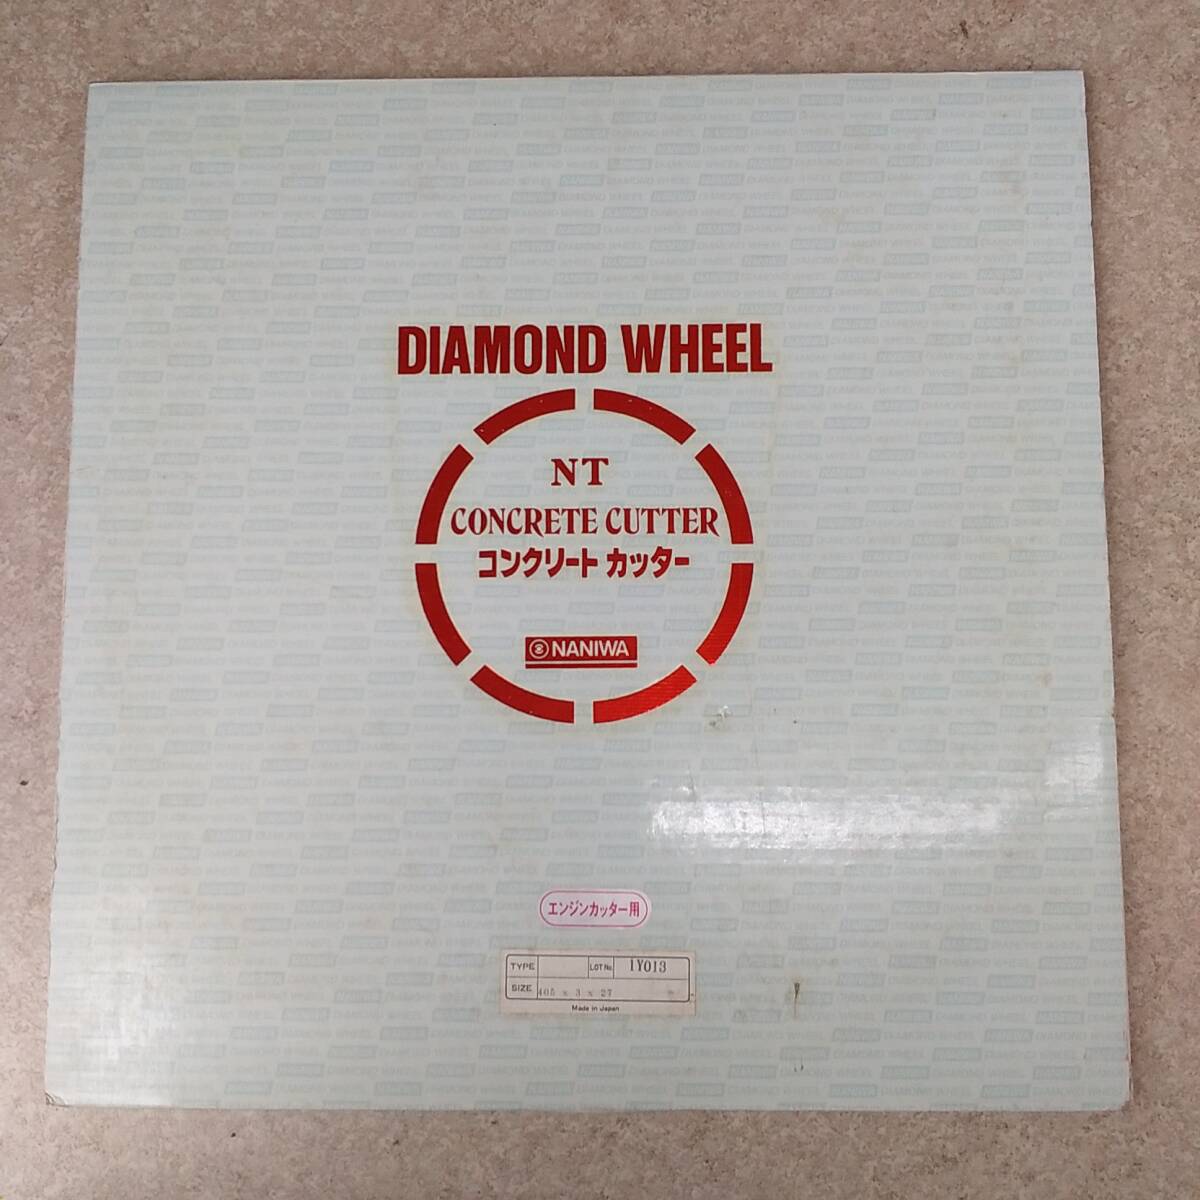 DIAMOND WHEEL
NT
CONCRETE CUTTER
コンクリート カッター
NANIWA
エンジンカッター用
TYPE LOT No. 1Y013
SIZE 405 x 3 x 27
Made in Japan